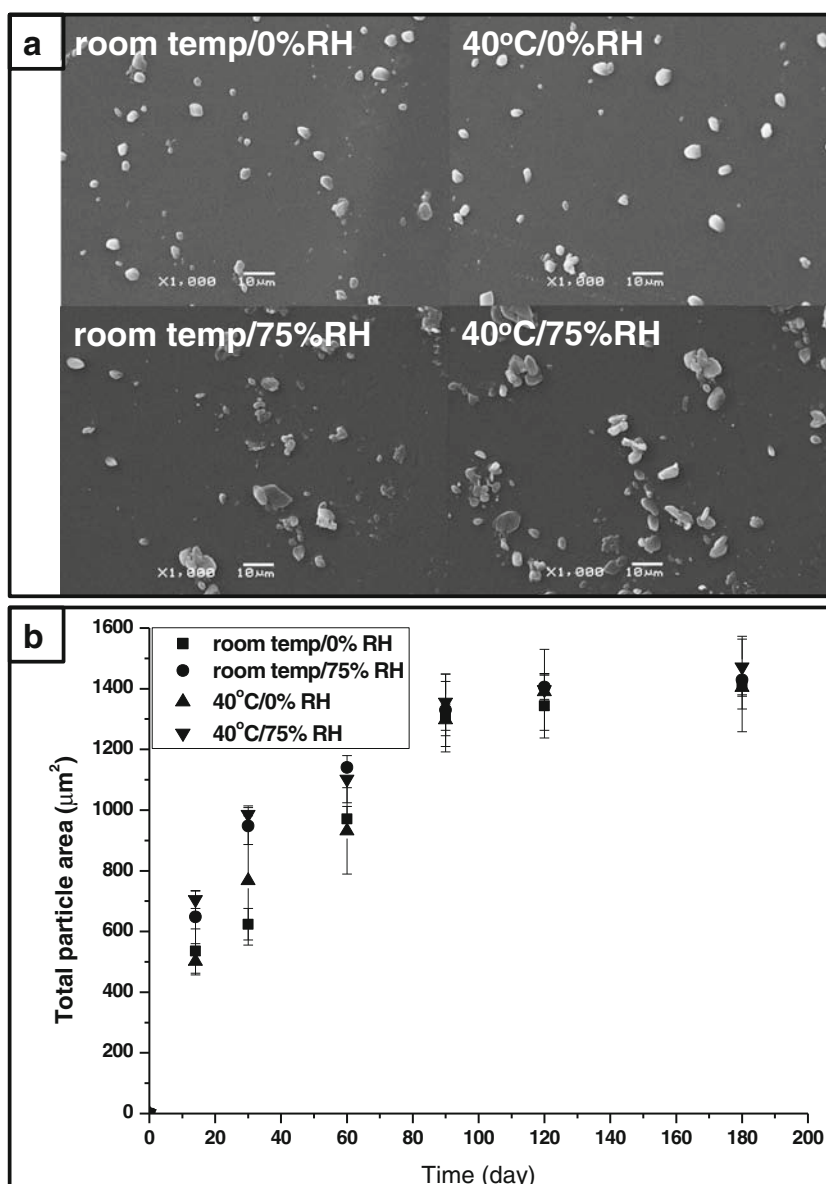 a
room temp/0%RH
40°C/0%RH
X1,000 10μm
X1,000 10μm
room temp/75%RH
40°C/75%RH
X1,000 10μm
X1,000 10μm
b
1600
1400
1200
1000
800
600
400
200
0
Total particle area (μm²)
room temp/0% RH
room temp/75% RH
40°C/0% RH
40°C/75% RH
0 20 40 60 80 100 120 140 160 180 200
Time (day)